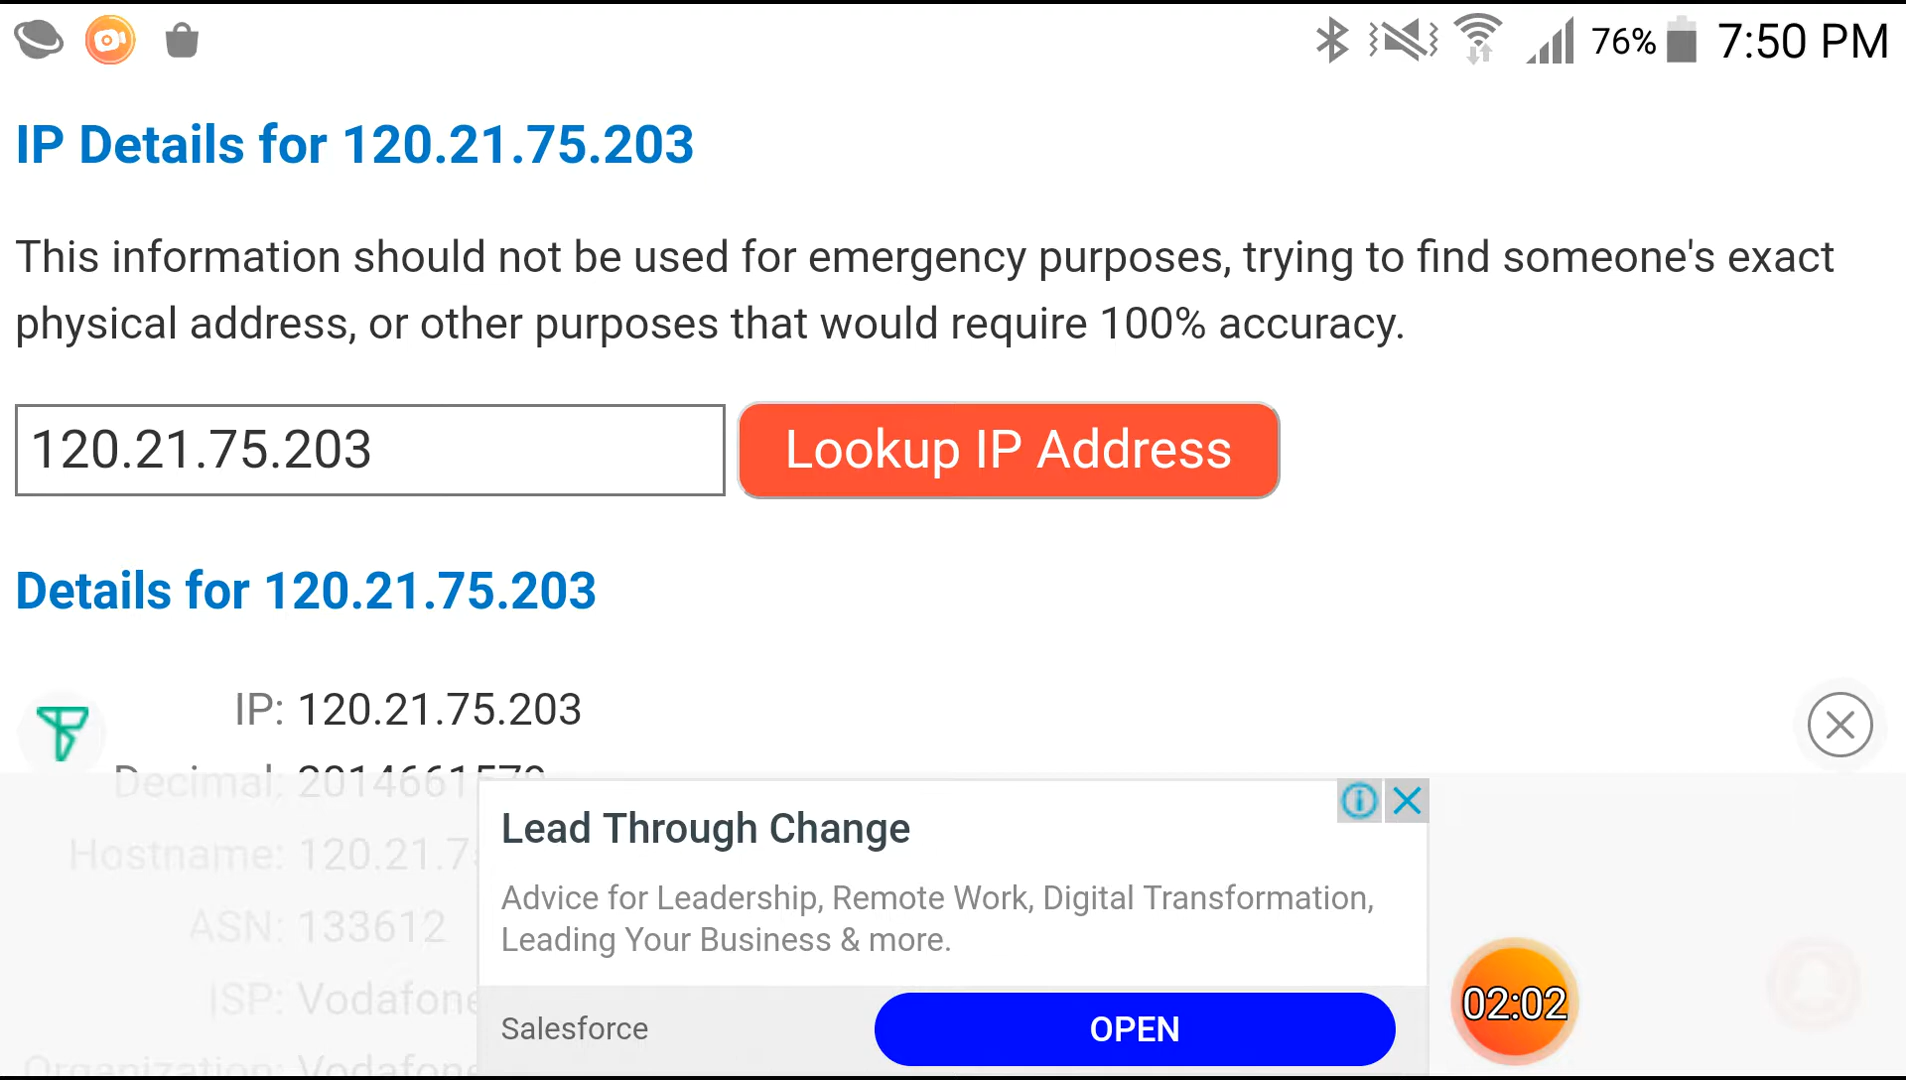 76% 7:50 PM
IP Details for 120.21.75.203
This information should not be used for emergency purposes, trying to find someone's exact
physical address, or other purposes that would require 100% accuracy.
120.21.75.203 Lookup IP Address
Details for 120.21.75.203
IP: 120.21.75.203
Decimal:
Lead Through Change
Hostname: 120.21.7
Advice for Leadership, Remote Work, Digital Transformation,
ASN: 133612
Leading Your Business & more.
ISP: Vodafone
02:02
Salesforce OPEN
Organization: Vodafone